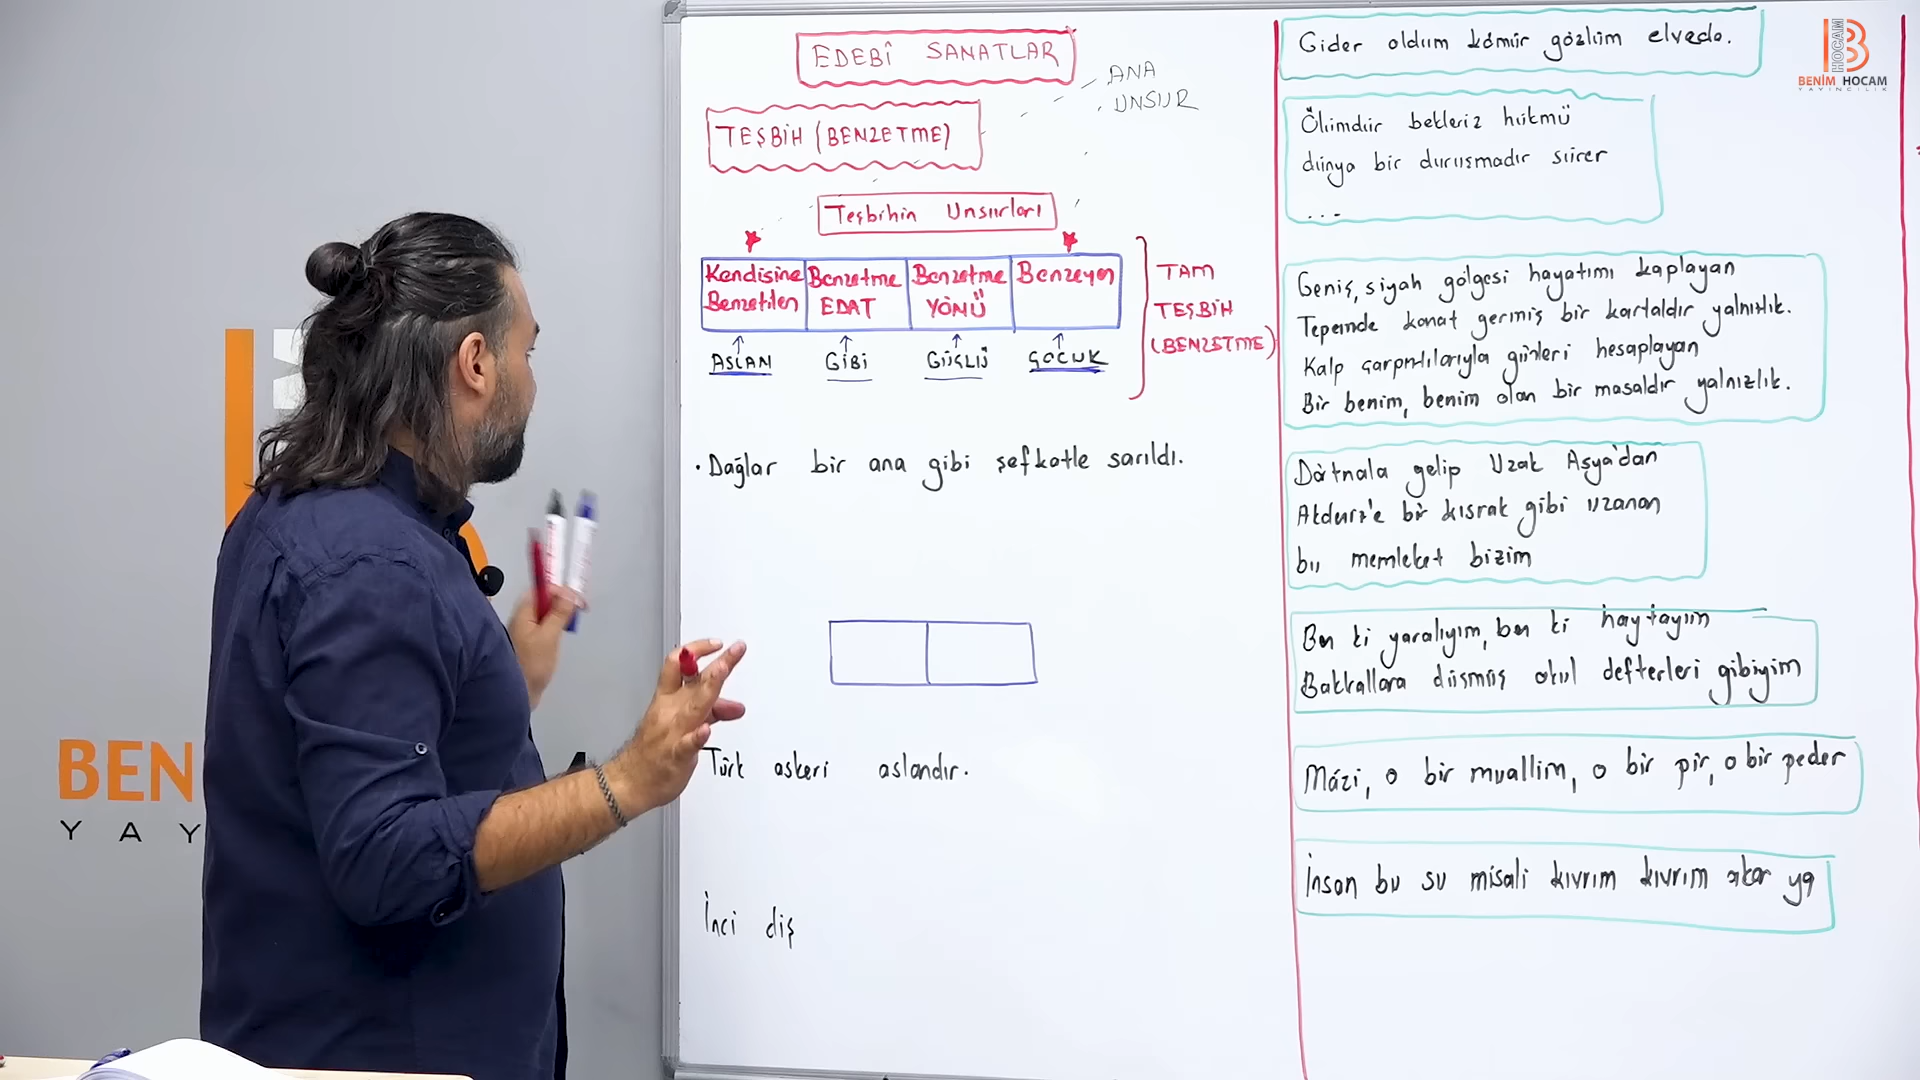 EDEBÎ SANATLAR
ANA
UNSUR
TEŞBİH (BENZETME)
Teşbihin Unsurları
Kendisine Benzetilen
Benzetme EDAT
Benzetme YÖNÜ
Benzeyen
ASLAN
GİBİ
GÜÇLÜ
ÇOCUK
TAM
TEŞBİH
(BENZETME)
• Dağlar bir ana gibi şefkatle sarıldı.
Türk askeri aslandır.
İnci diş
Gider oldum kömür gözlüm elveda.
Ölümdür bekleriz hükmü
dünya bir duruşmadır sürer
...
Geniş, siyah gölgesi hayatımı kaplayan
Tepemde kanat germiş bir kartaldır yalnızlık.
Kalp çarpıntılarıyla günleri hesaplayan
Bir benim, benim olan bir masaldır yalnızlık.
Dörtnala gelip Uzak Asya'dan
Akdeniz'e bir kısrak gibi uzanan
bu memleket bizim
Ben ki yaralıyım, ben ki haytayım
Bakkallara düşmüş okul defterleri gibiyim
Mâzi, o bir muallim, o bir pir, o bir peder
İnsan bu su misali kıvrım kıvrım akar ya
BENİM HOCAM
YAYINCILIK
BEN
YAY